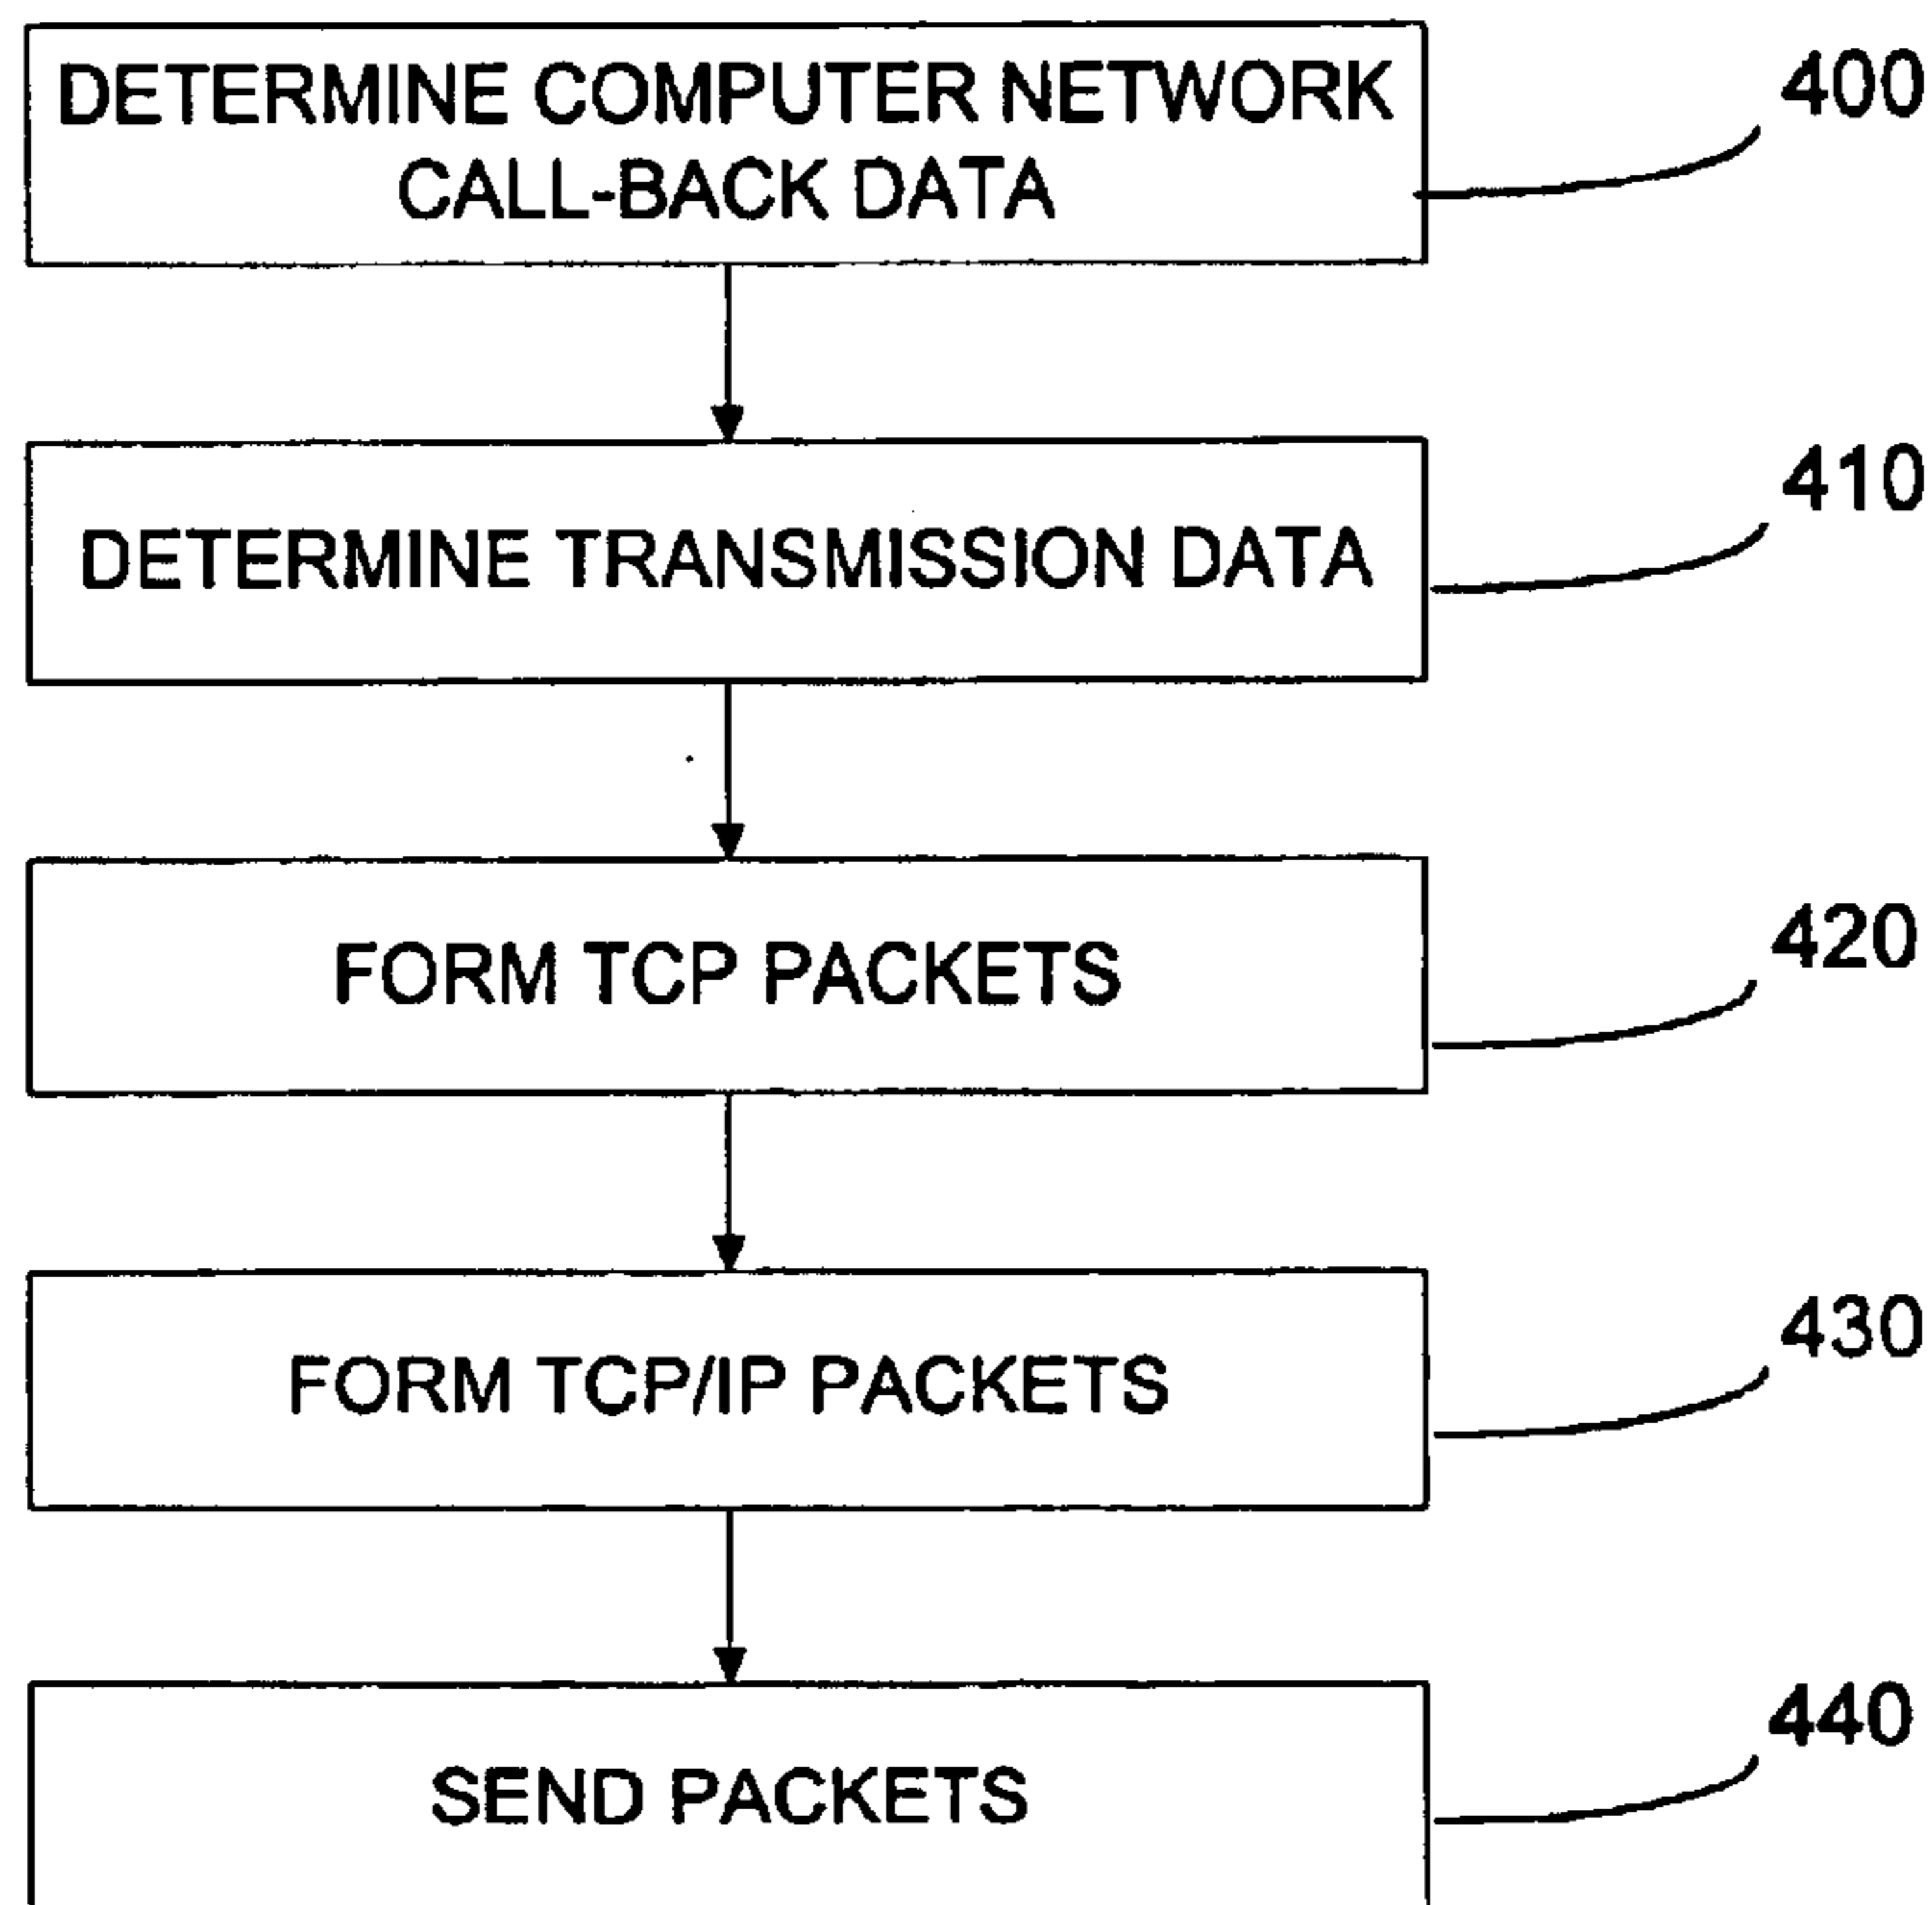 DETERMINE COMPUTER NETWORK
CALL-BACK DATA
400
DETERMINE TRANSMISSION DATA
410
FORM TCP PACKETS
420
FORM TCP/IP PACKETS
430
SEND PACKETS
440